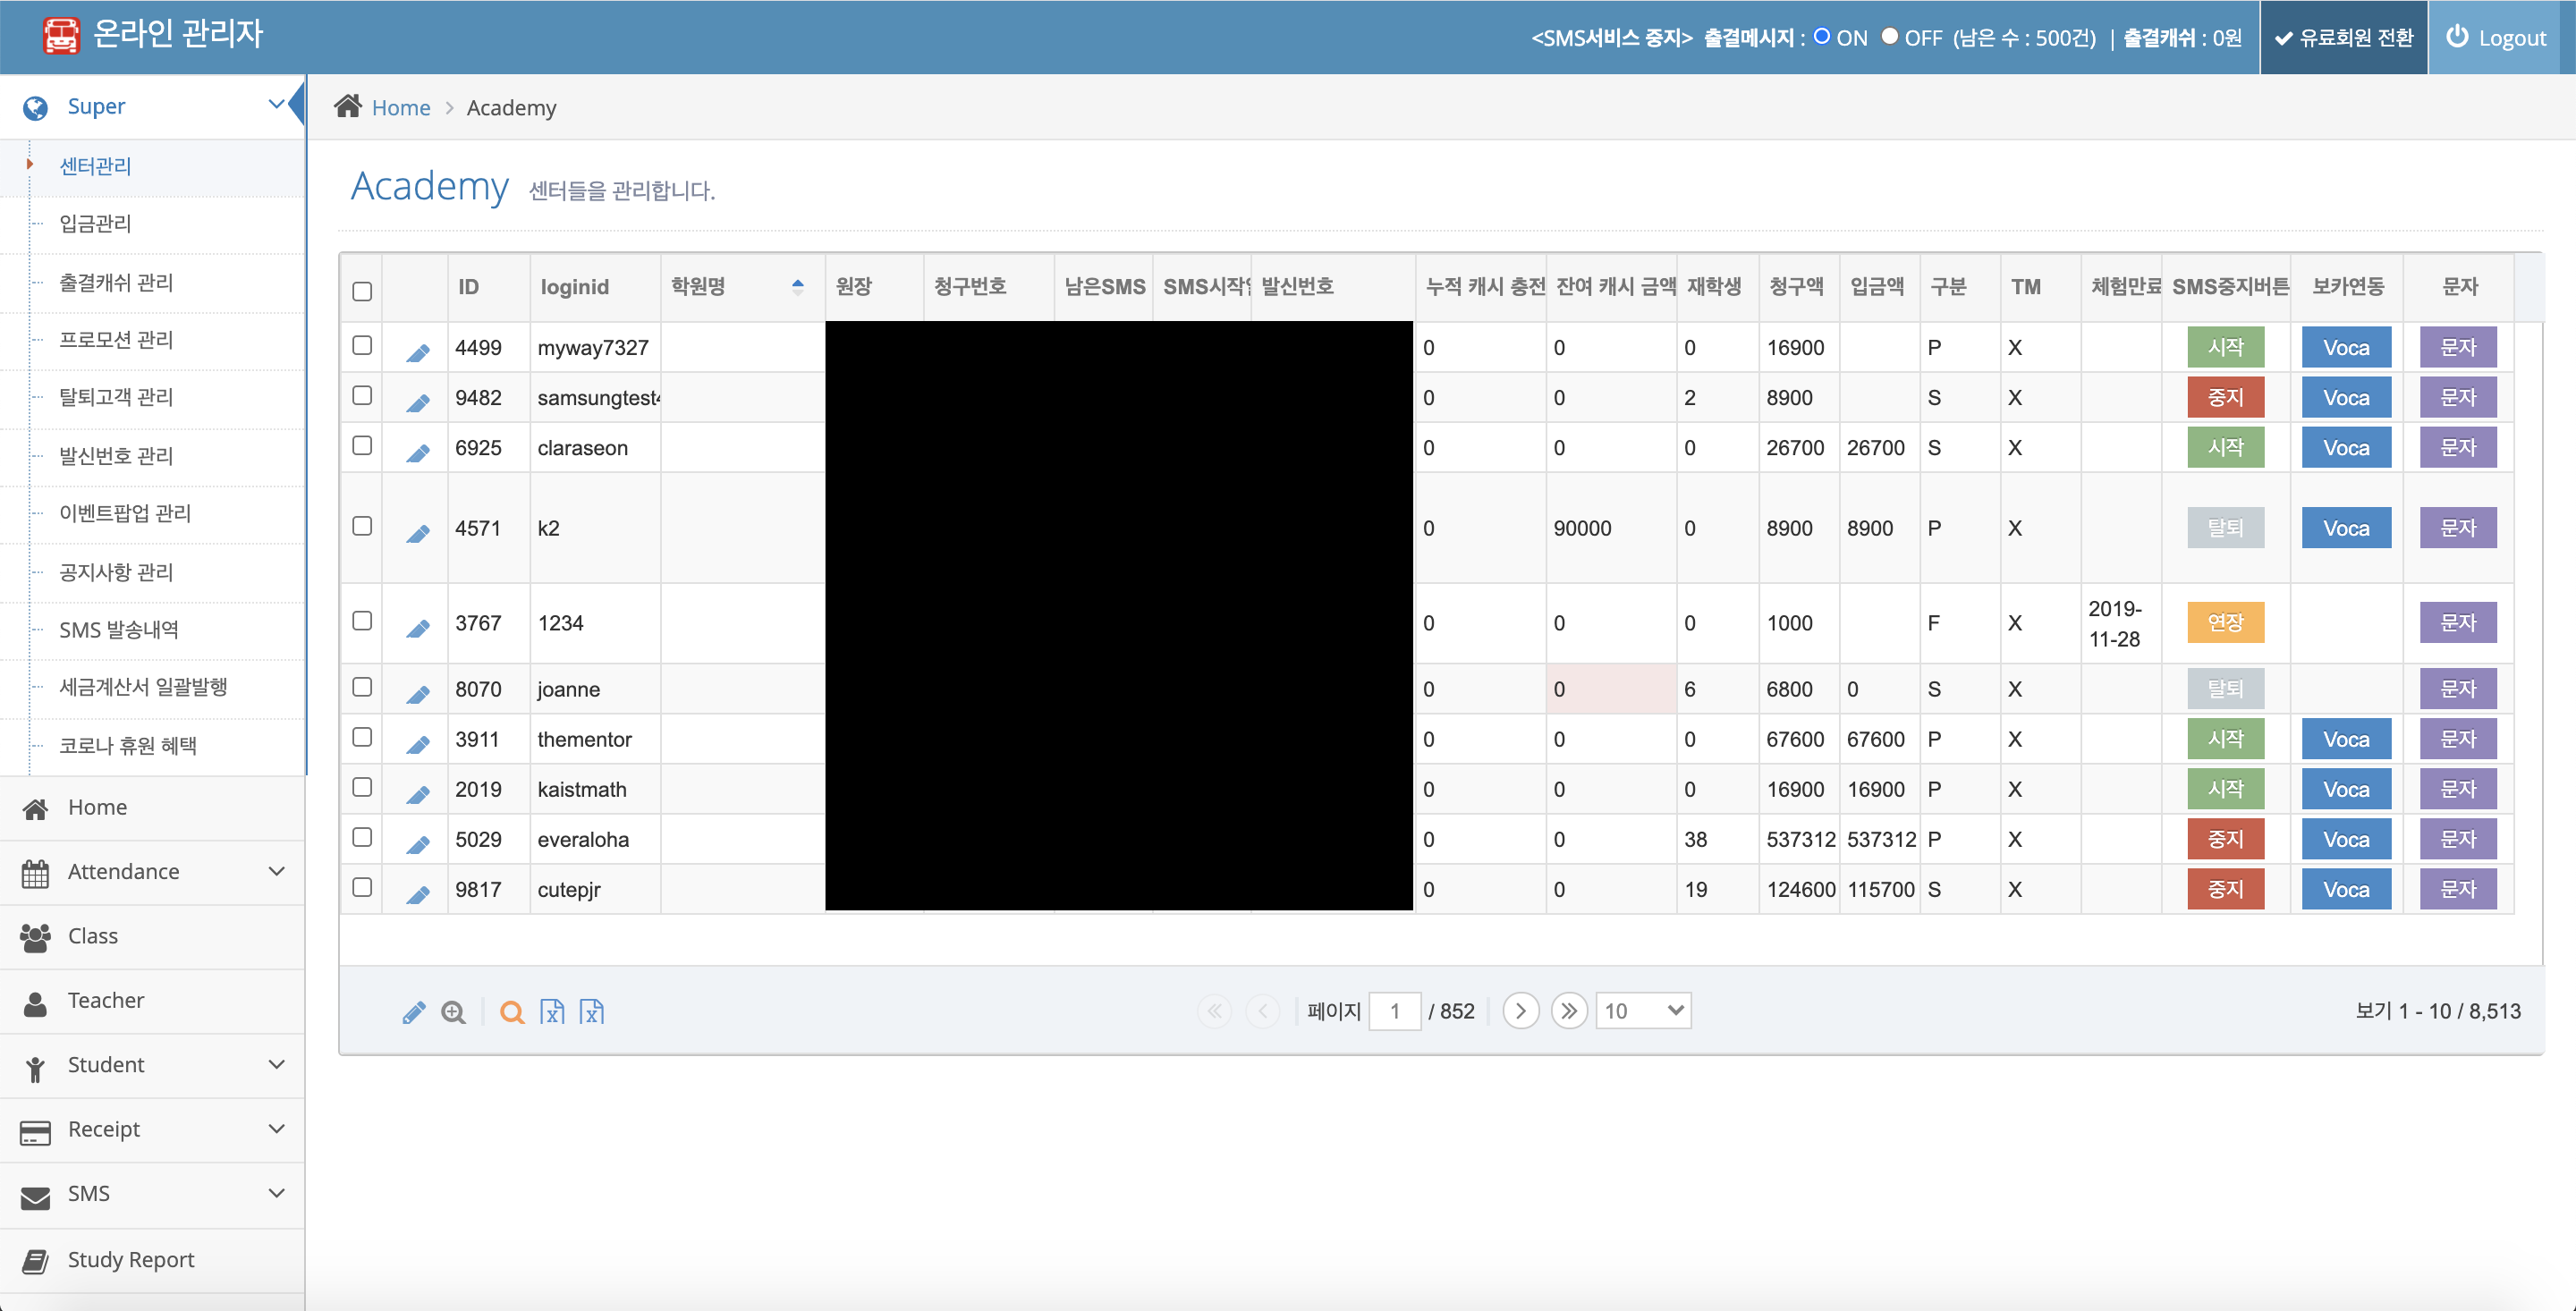 온라인 관리자
<SMS서비스 중지> 출결메시지 : ON OFF (남은 수 : 500건) | 출결캐쉬 : 0원
유료회원 전환
Logout
Super
센터관리
입금관리
출결캐쉬 관리
프로모션 관리
탈퇴고객 관리
발신번호 관리
이벤트팝업 관리
공지사항 관리
SMS 발송내역
세금계산서 일괄발행
코로나 휴원 혜택
Home
Attendance
Class
Teacher
Student
Receipt
SMS
Study Report
Home > Academy
Academy 센터들을 관리합니다.
ID loginid 학원명 원장 청구번호 남은SMS SMS시작일 발신번호 누적 캐시 충전 잔여 캐시 금액 재학생 청구액 입금액 구분 TM 체험만료 SMS중지버튼 보카연동 문자
4499 myway7327 0 0 0 16900 P X 시작 Voca 문자
9482 samsungtest4 0 0 2 8900 S X 중지 Voca 문자
6925 claraseon 0 0 0 26700 26700 S X 시작 Voca 문자
4571 k2 0 90000 0 8900 8900 P X 탈퇴 Voca 문자
3767 1234 0 0 0 1000 F X 2019-11-28 연장 문자
8070 joanne 0 0 6 6800 0 S X 탈퇴 문자
3911 thementor 0 0 0 67600 67600 P X 시작 Voca 문자
2019 kaistmath 0 0 0 16900 16900 P X 시작 Voca 문자
5029 everaloha 0 0 38 537312 537312 P X 중지 Voca 문자
9817 cutepjr 0 0 19 124600 115700 S X 중지 Voca 문자
페이지 1 / 852
10
보기 1 - 10 / 8,513